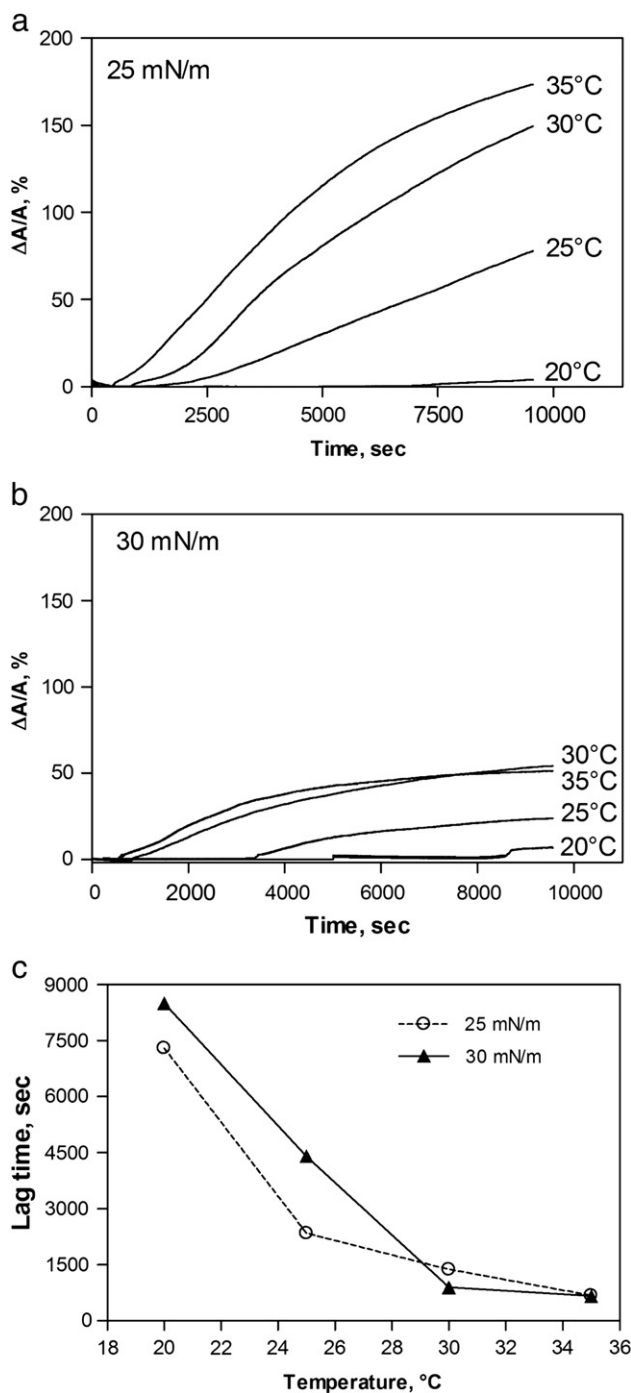 a
200
150
100
50
0
ΔA/A, %
25 mN/m
35°C
30°C
25°C
20°C
0 2500 5000 7500 10000
Time, sec
b
200
150
100
50
0
ΔA/A, %
30 mN/m
30°C
35°C
25°C
20°C
0 2000 4000 6000 8000 10000
Time, sec
c
9000
7500
6000
4500
3000
1500
0
Lag time, sec
25 mN/m
30 mN/m
18 20 22 24 26 28 30 32 34 36
Temperature, °C